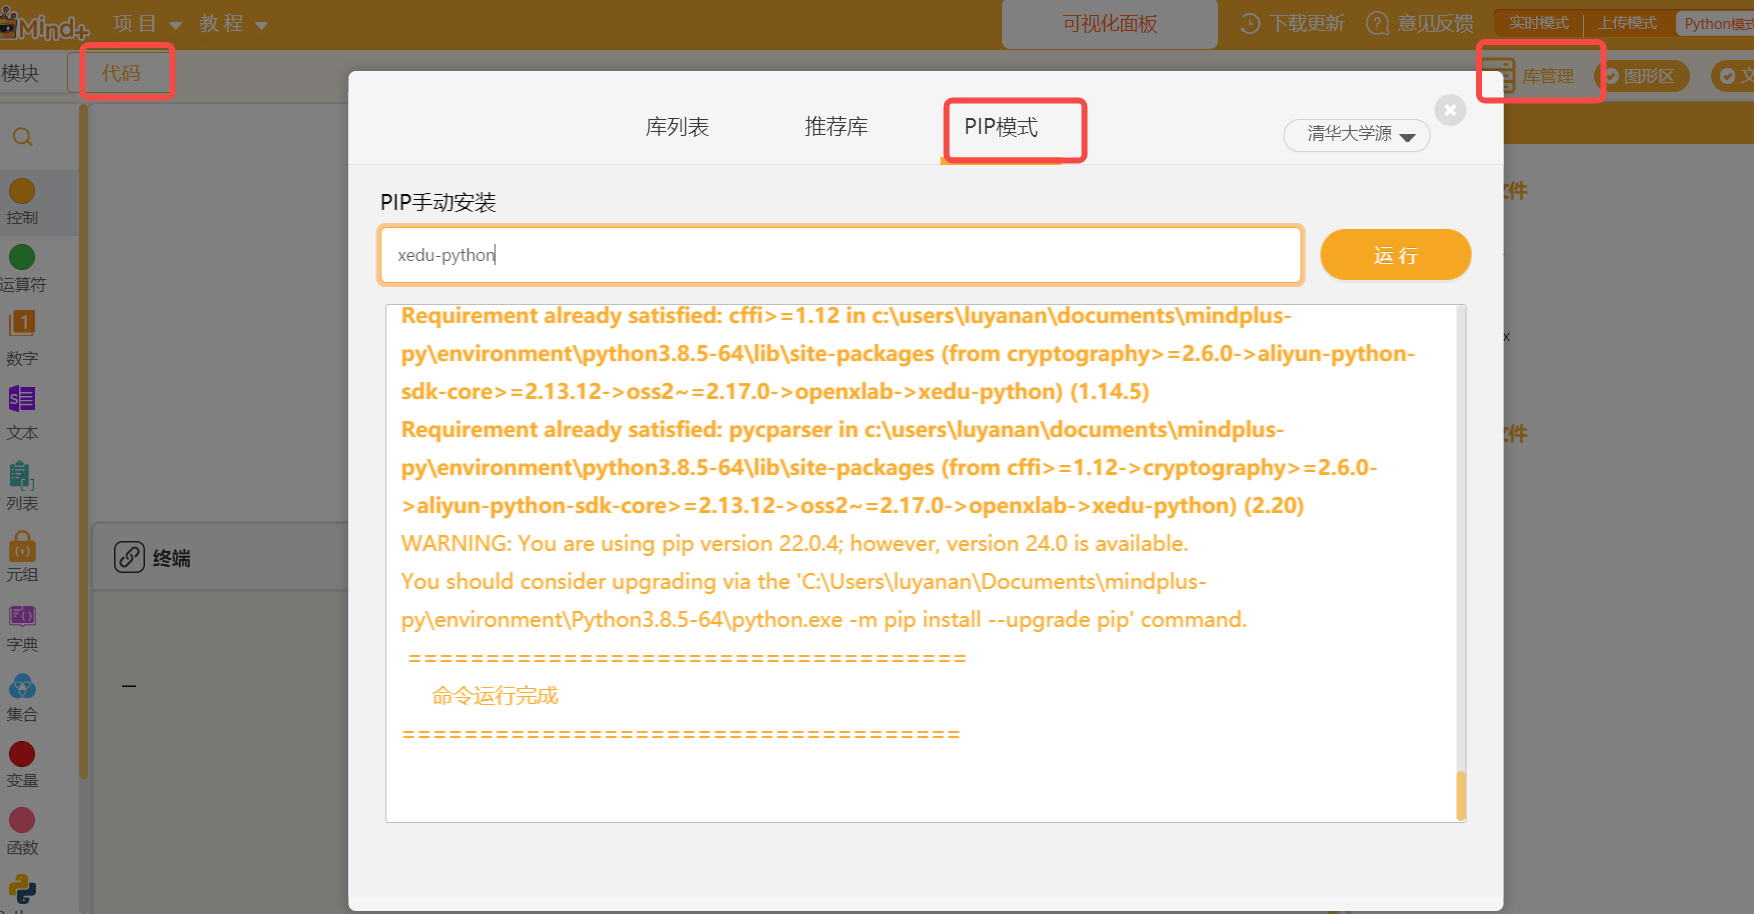 Mind+
项目
教程
可视化面板
下载更新
意见反馈
实时模式
上传模式
Python模式
模块
代码
库管理
图形区
文
库列表
推荐库
PIP模式
清华大学源
PIP手动安装
xedu-python
运行
Requirement already satisfied: cffi>=1.12 in c:\users\luyanan\documents\mindplus-
py\environment\python3.8.5-64\lib\site-packages (from cryptography>=2.6.0->aliyun-python-
sdk-core>=2.13.12->oss2~=2.17.0->openxlab->xedu-python) (1.14.5)
Requirement already satisfied: pycparser in c:\users\luyanan\documents\mindplus-
py\environment\python3.8.5-64\lib\site-packages (from cffi>=1.12->cryptography>=2.6.0-
>aliyun-python-sdk-core>=2.13.12->oss2~=2.17.0->openxlab->xedu-python) (2.20)
WARNING: You are using pip version 22.0.4; however, version 24.0 is available.
You should consider upgrading via the 'C:\Users\luyanan\Documents\mindplus-
py\environment\Python3.8.5-64\python.exe -m pip install --upgrade pip' command.
====================================
命令运行完成
====================================
控制
运算符
1
数字
文本
列表
元组
字典
集合
变量
函数
终端
文件
x
文件